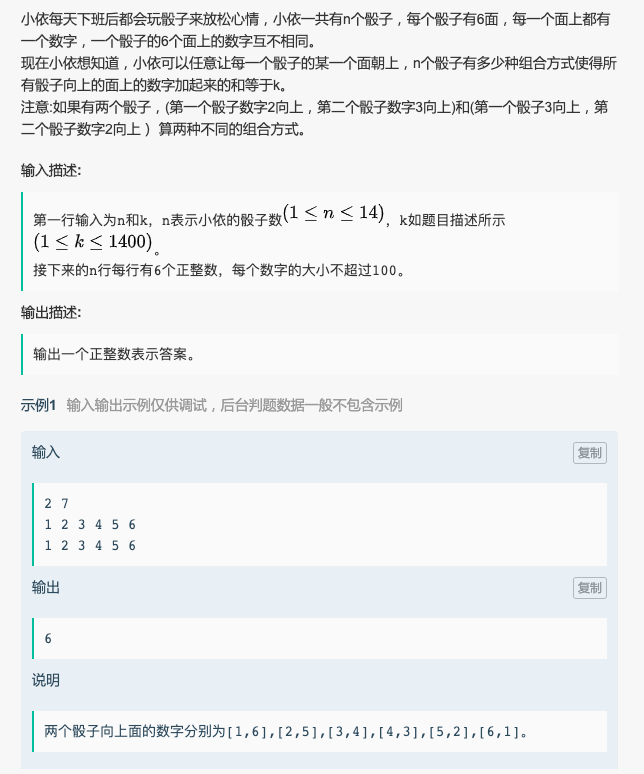 小依每天下班后都会玩骰子来放松心情，小依一共有n个骰子，每个骰子有6面，每一个面上都有
一个数字，一个骰子的6个面上的数字互不相同。
现在小依想知道，小依可以任意让每一个骰子的某一个面朝上，n个骰子有多少种组合方式使得所
有骰子向上的面上的数字加起来的和等于k。
注意:如果有两个骰子，(第一个骰子数字2向上，第二个骰子数字3向上)和(第一个骰子3向上，第
二个骰子数字2向上 ）算两种不同的组合方式。
输入描述:
第一行输入为n和k，n表示小依的骰子数(1 ≤ n ≤ 14)，k如题目描述所示
(1 ≤ k ≤ 1400)。
接下来的n行每行有6个正整数，每个数字的大小不超过100。
输出描述:
输出一个正整数表示答案。
示例1 输入输出示例仅供调试，后台判题数据一般不包含示例
输入
复制
2 7
1 2 3 4 5 6
1 2 3 4 5 6
输出
复制
6
说明
两个骰子向上面的数字分别为[1,6],[2,5],[3,4],[4,3],[5,2],[6,1]。